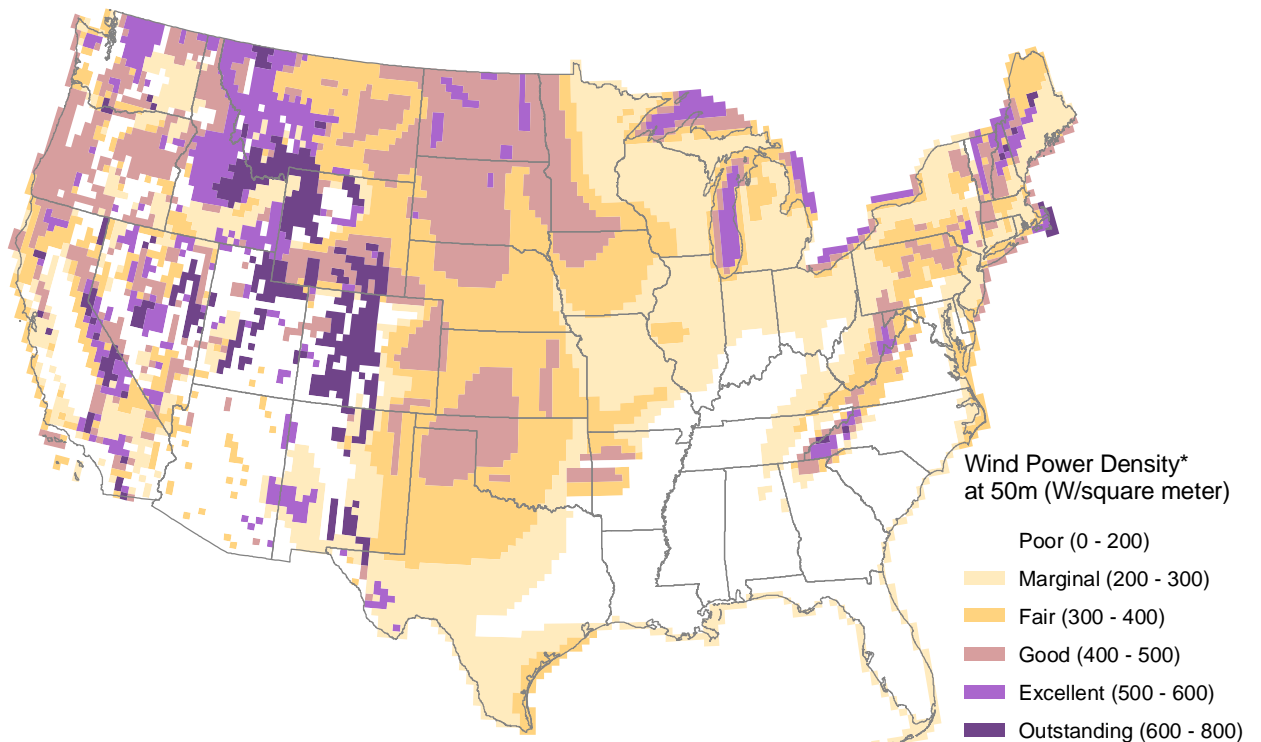 Wind Power Density*
at 50m (W/square meter)
Poor (0 - 200)
Marginal (200 - 300)
Fair (300 - 400)
Good (400 - 500)
Excellent (500 - 600)
Outstanding (600 - 800)